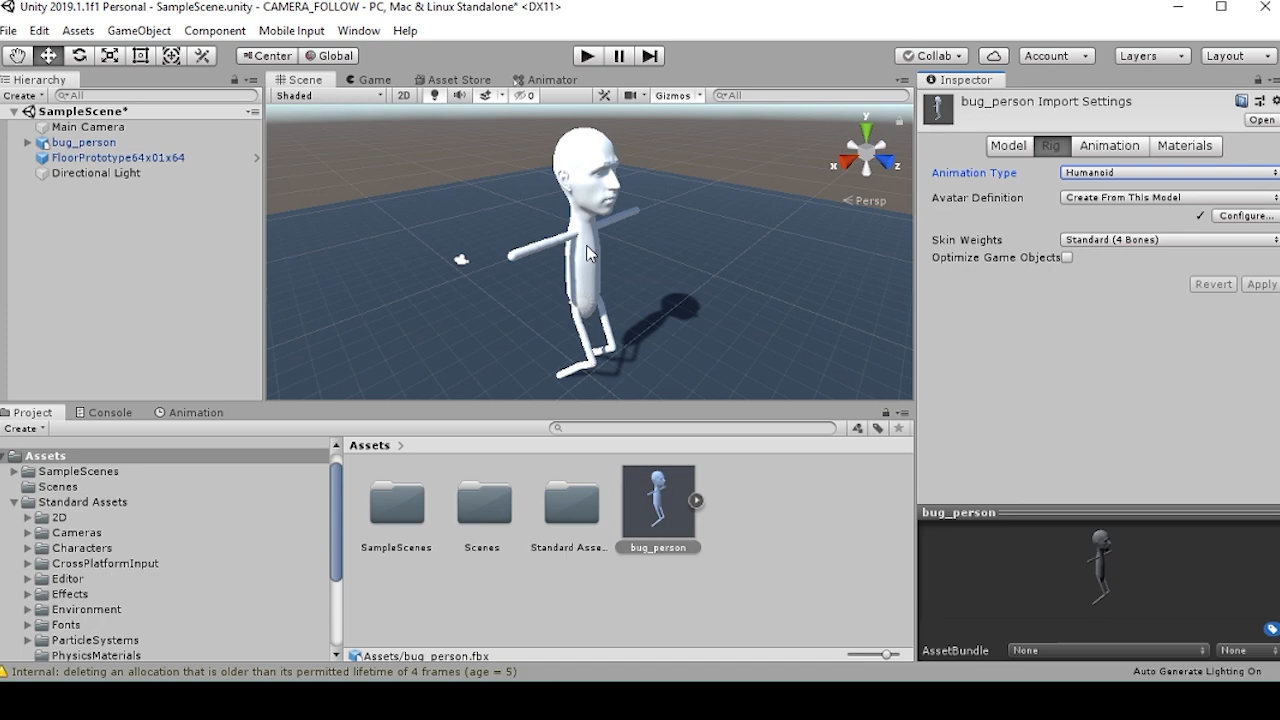 Unity 2019.1.1f1 Personal - SampleScene.unity - CAMERA_FOLLOW - PC, Mac & Linux Standalone* <DX11>
File Edit Assets GameObject Component Mobile Input Window Help
Center Global Collab Account Layers Layout
Hierarchy Scene Game Asset Store Animator Inspector
Create All Shaded 2D 0 Gizmos All
SampleScene*
Main Camera
bug_person
FloorPrototype64x01x64
Directional Light
y
x
z
Persp
bug_person Import Settings
Open
Model Rig Animation Materials
Animation Type Humanoid
Avatar Definition Create From This Model
Configure...
Skin Weights Standard (4 Bones)
Optimize Game Objects
Revert Apply
Project Console Animation
Create
Assets
SampleScenes
Scenes
Standard Assets
2D
Cameras
Characters
CrossPlatformInput
Editor
Effects
Environment
Fonts
ParticleSystems
PhysicsMaterials
Assets
SampleScenes Scenes Standard Asse... bug_person
Assets/bug_person.fbx
bug_person
AssetBundle None None
Internal: deleting an allocation that is older than its permitted lifetime of 4 frames (age = 5)
Auto Generate Lighting On